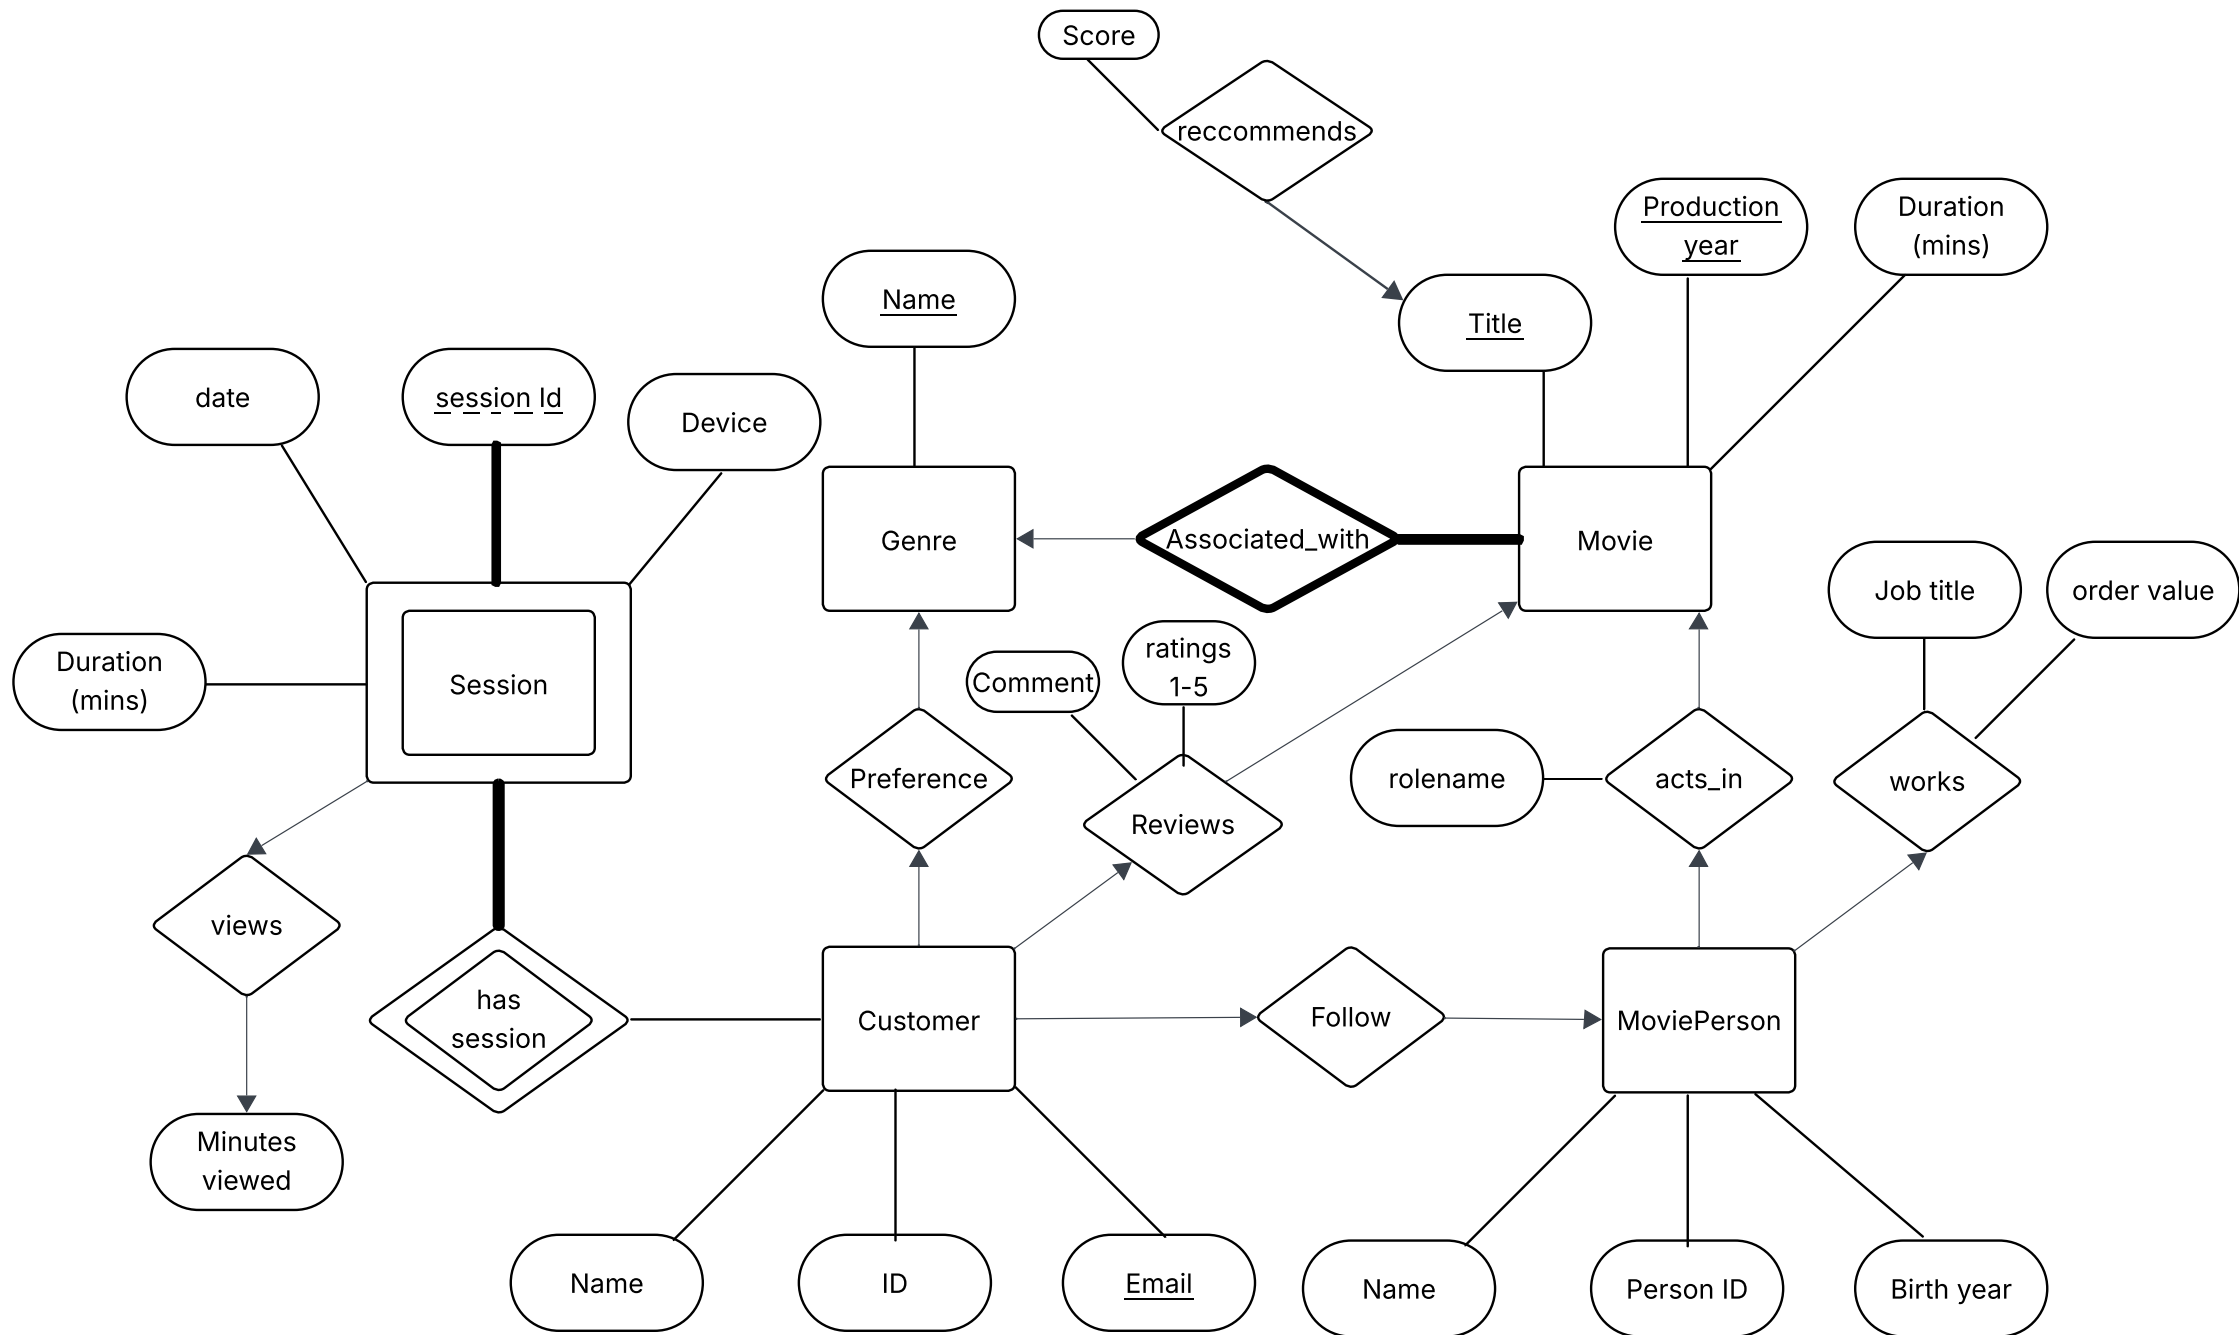 Score
reccommends
Production
year
Duration
(mins)
Name
Title
date
session Id
Device
Genre
Associated_with
Movie
Job title
order value
Duration
(mins)
Session
Comment
ratings
1-5
Preference
Reviews
rolename
acts_in
works
views
has
session
Customer
Follow
MoviePerson
Minutes
viewed
Name
ID
Email
Name
Person ID
Birth year